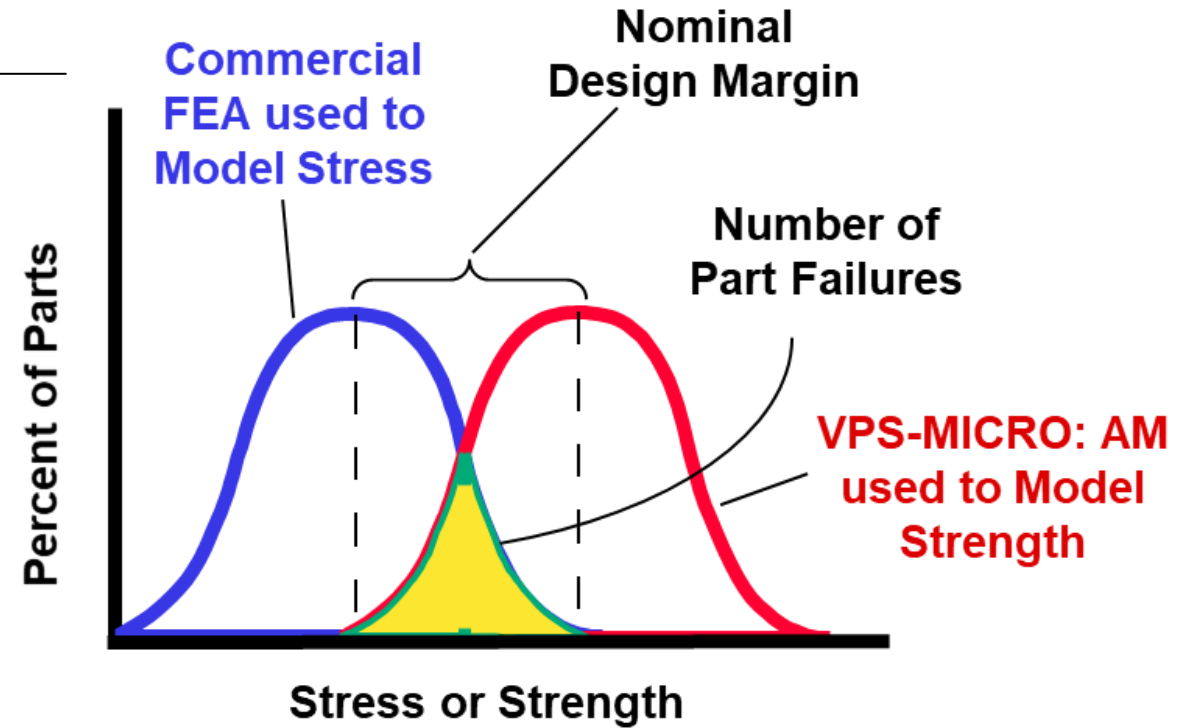 Commercial
FEA used to
Model Stress
Nominal
Design Margin
Number of
Part Failures
VPS-MICRO: AM
used to Model
Strength
Percent of Parts
Stress or Strength